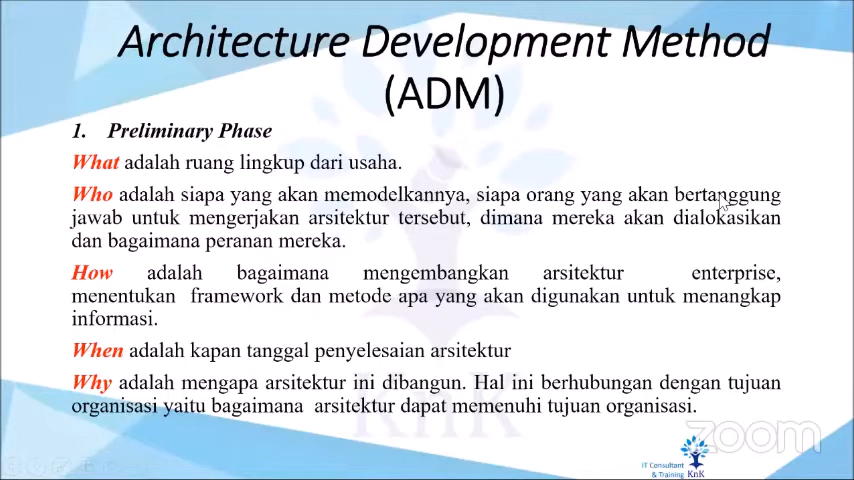 Architecture Development Method
(ADM)
1. Preliminary Phase
What adalah ruang lingkup dari usaha.
Who adalah siapa yang akan memodelkannya, siapa orang yang akan bertanggung
jawab untuk mengerjakan arsitektur tersebut, dimana mereka akan dialokasikan
dan bagaimana peranan mereka.
How adalah bagaimana mengembangkan arsitektur enterprise,
menentukan framework dan metode apa yang akan digunakan untuk menangkap
informasi.
When adalah kapan tanggal penyelesaian arsitektur
Why adalah mengapa arsitektur ini dibangun. Hal ini berhubungan dengan tujuan
organisasi yaitu bagaimana arsitektur dapat memenuhi tujuan organisasi.
KnK
zoom
IT Consultant
& Training KnK